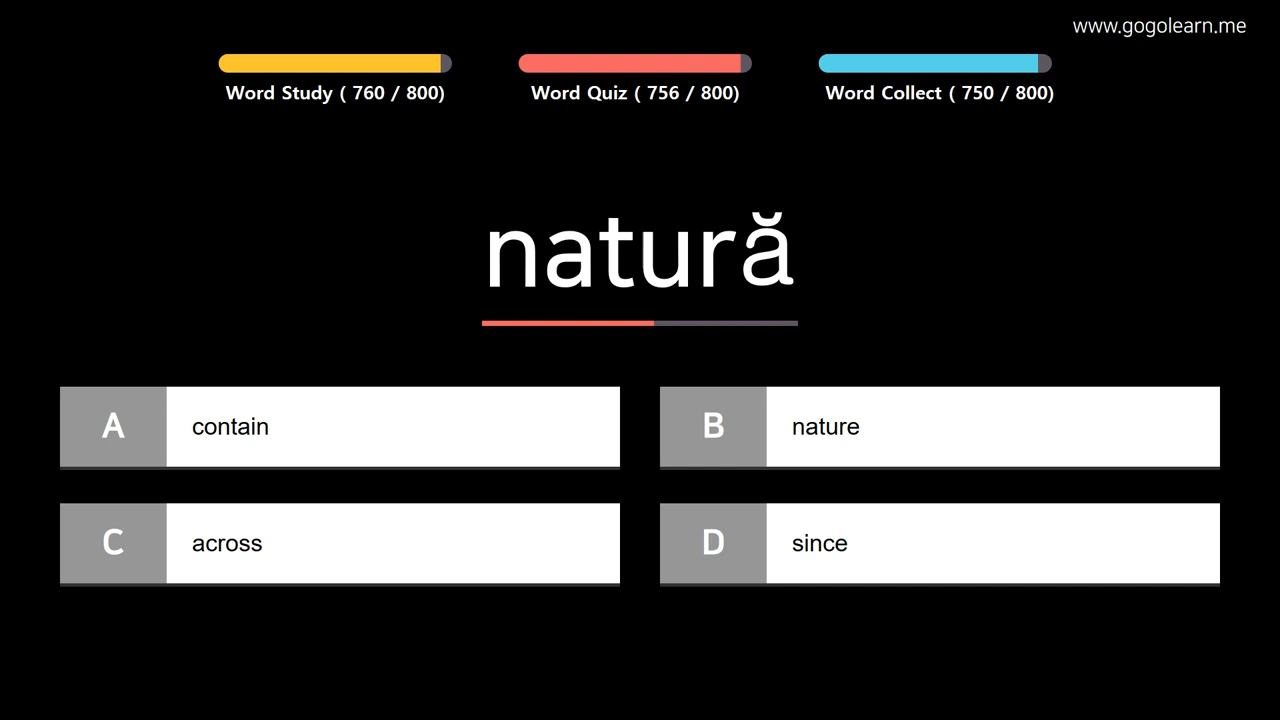 www.gogolearn.me
Word Study ( 760 / 800)
Word Quiz ( 756 / 800)
Word Collect ( 750 / 800)
natură
A contain
B nature
C across
D since